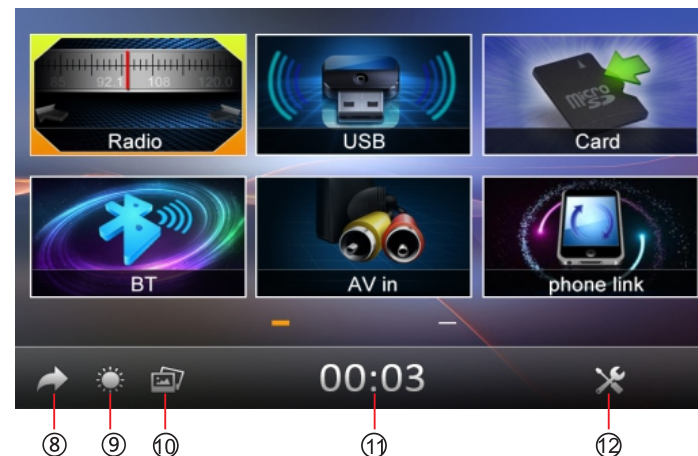 85 92.1 108 120.0
Radio USB Card
Micro
SD
BT AV in phone link
00:03
⑧ ⑨ ⑩ ⑪ ⑫